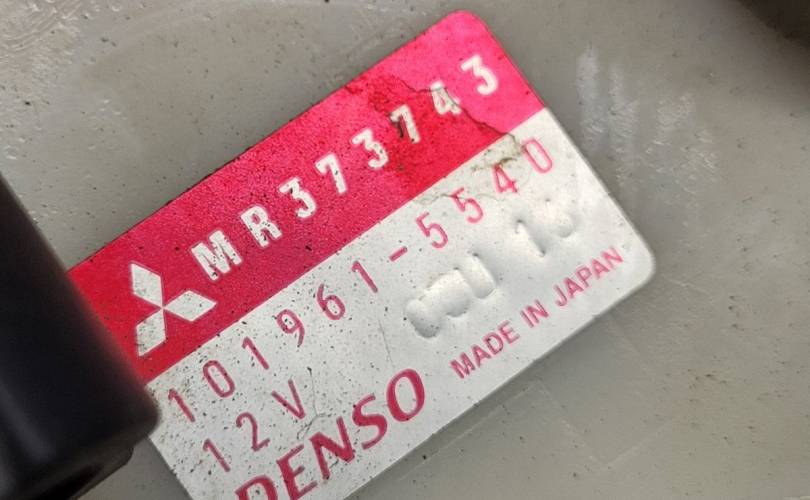 MR373743
101961-5540
12V
DENSO
MADE IN JAPAN